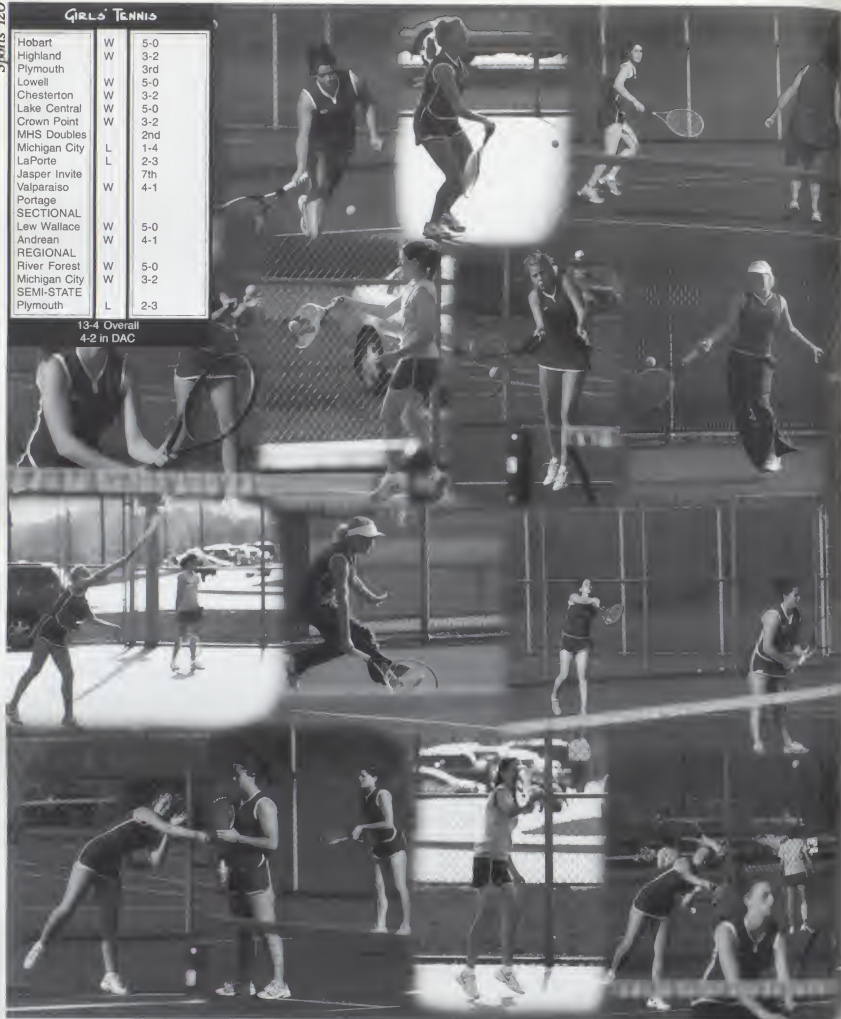 Sports 120
GIRLS' TENNIS
Hobart W 5-0
Highland W 3-2
Plymouth 3rd
Lowell W 5-0
Chesterton W 3-2
Lake Central W 5-0
Crown Point W 3-2
MHS Doubles 2nd
Michigan City L 1-4
LaPorte L 2-3
Jasper Invite 7th
Valparaiso W 4-1
Portage
SECTIONAL
Lew Wallace W 5-0
Andrean W 4-1
REGIONAL
River Forest W 5-0
Michigan City W 3-2
SEMI-STATE
Plymouth L 2-3
13-4 Overall
4-2 in DAC